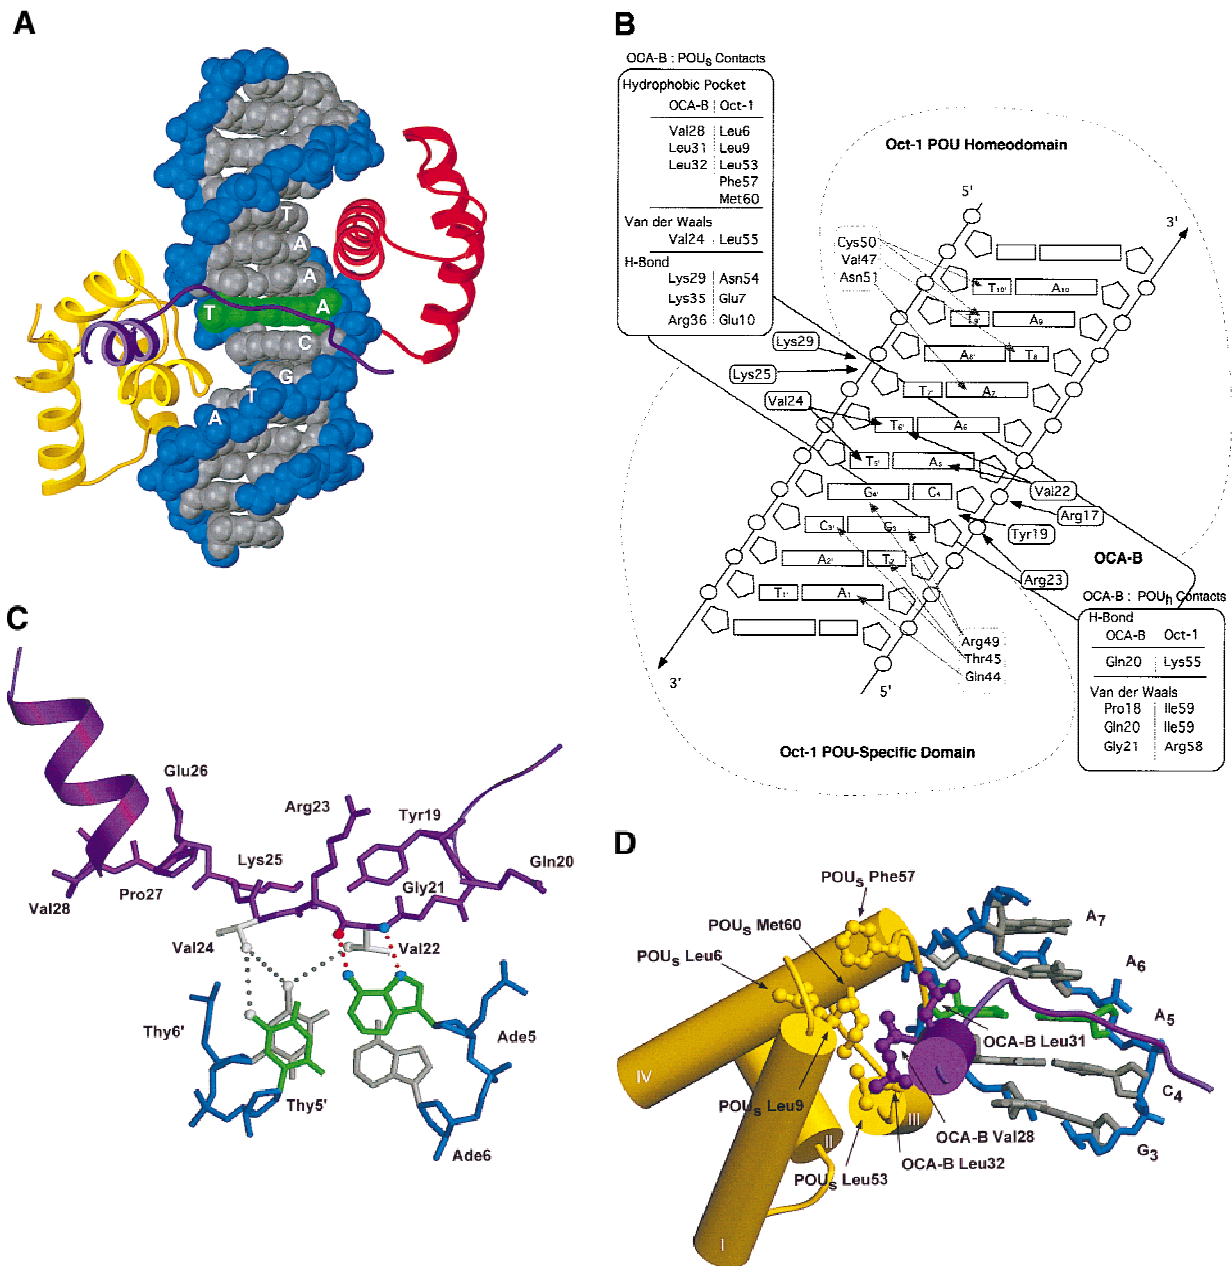 A
T
A
A
T
A
C
G
T
A
B
OCA-B : POUs Contacts
Hydrophobic Pocket
OCA-B Oct-1
Val28 Leu6
Leu31 Leu9
Leu32 Leu53
Phe57
Met60
Van der Waals
Val24 Leu55
H-Bond
Lys29 Asn54
Lys35 Glu7
Arg36 Glu10
Oct-1 POU Homeodomain
5'
3'
Cys50
Val47
Asn51
T10' A10
T9' A9
A8' T8
T7' A7
T6' A6
T5' A5
G4' C4
C3' G3
A2' T2
T1' A1
Lys29
Lys25
Val24
Val22
Arg17
Tyr19
Arg23
OCA-B
Arg49
Thr45
Gln44
3'
5'
Oct-1 POU-Specific Domain
OCA-B : POUh Contacts
H-Bond
OCA-B Oct-1
Gln20 Lys55
Van der Waals
Pro18 Ile59
Gln20 Ile59
Gly21 Arg58
C
Glu26
Arg23
Tyr19
Lys25
Gln20
Gly21
Val28
Pro27
Val24
Val22
Thy6'
Ade5
Thy5'
Ade6
D
POUs Phe57
POUs Met60
POUs Leu6
A7
A6
A5
OCA-B Leu31
C4
IV
POUs Leu9
III
OCA-B Val28
G3
II
OCA-B Leu32
POUs Leu53
I